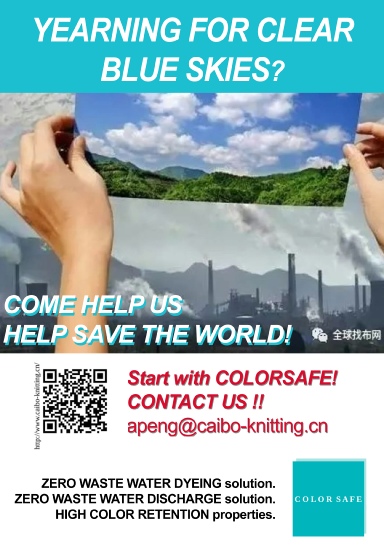 YEARNING FOR CLEAR
BLUE SKIES?
COME HELP US
HELP SAVE THE WORLD!
全球找布网
http://www.caibo-knitting.cn/
Start with COLORSAFE!
CONTACT US !!
apeng@caibo-knitting.cn
ZERO WASTE WATER DYEING solution.
ZERO WASTE WATER DISCHARGE solution.
HIGH COLOR RETENTION properties.
COLOR SAFE